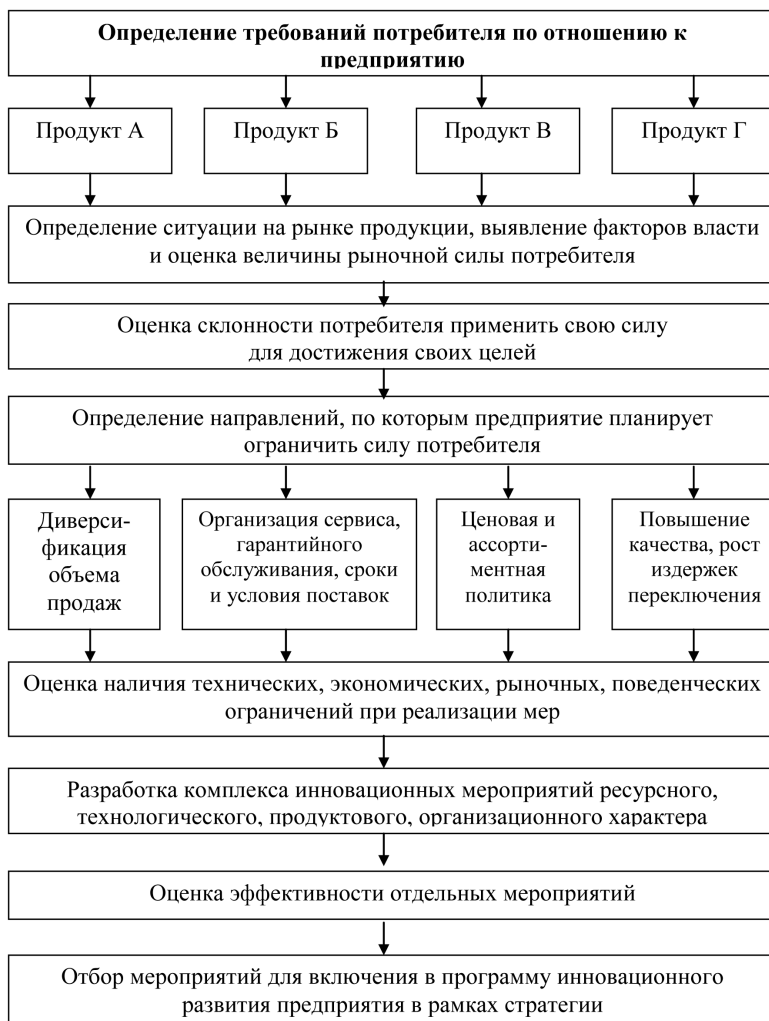 Определение требований потребителя по отношению к
предприятию
Продукт А
Продукт Б
Продукт В
Продукт Г
Определение ситуации на рынке продукции, выявление факторов власти
и оценка величины рыночной силы потребителя
Оценка склонности потребителя применить свою силу
для достижения своих целей
Определение направлений, по которым предприятие планирует
ограничить силу потребителя
Диверси-
фикация
объема
продаж
Организация сервиса,
гарантийного
обслуживания, сроки
и условия поставок
Ценовая и
ассорти-
ментная
политика
Повышение
качества, рост
издержек
переключения
Оценка наличия технических, экономических, рыночных, поведенческих
ограничений при реализации мер
Разработка комплекса инновационных мероприятий ресурсного,
технологического, продуктового, организационного характера
Оценка эффективности отдельных мероприятий
Отбор мероприятий для включения в программу инновационного
развития предприятия в рамках стратегии